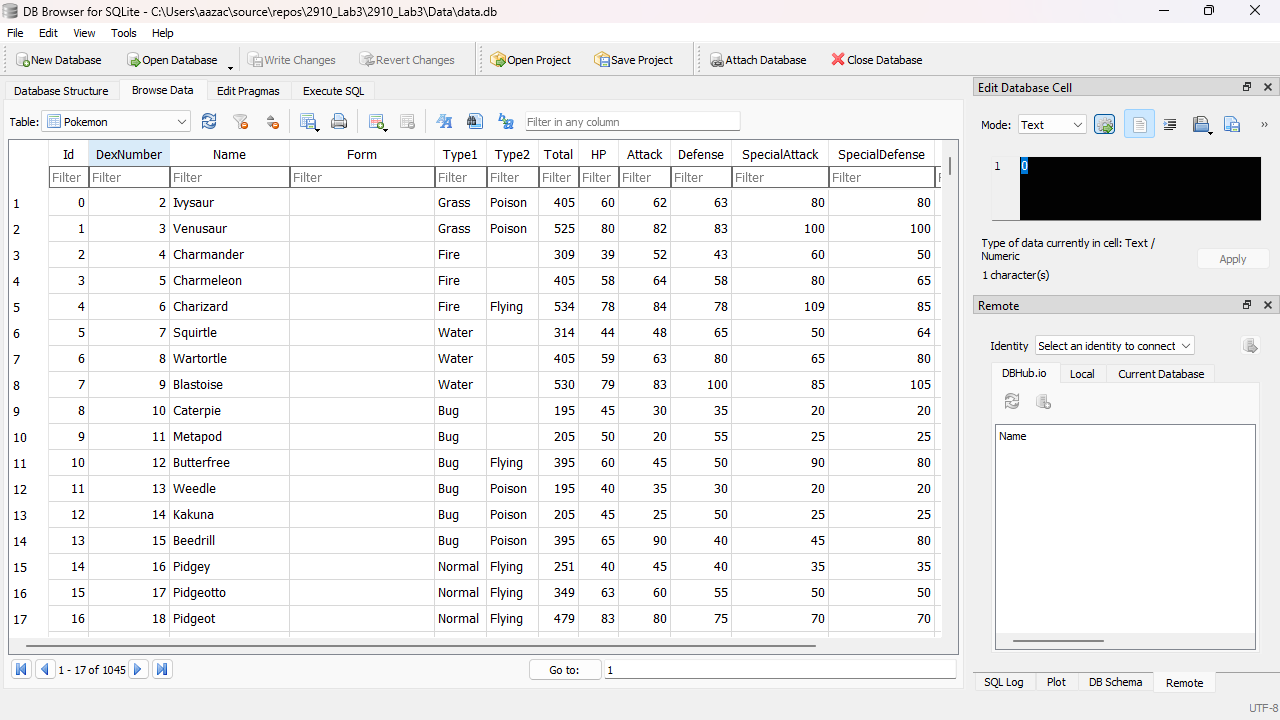 DB Browser for SQLite - C:\Users\aazac\source\repos\2910_Lab3\2910_Lab3\Data\data.db
File Edit View Tools Help
New Database Open Database Write Changes Revert Changes Open Project Save Project Attach Database Close Database
Database Structure Browse Data Edit Pragmas Execute SQL
Table: Pokemon Filter in any column
Id DexNumber Name Form Type1 Type2 Total HP Attack Defense SpecialAttack SpecialDefense
Filter Filter Filter Filter Filter Filter Filter Filter Filter Filter Filter Filter
1 0 2 Ivysaur Grass Poison 405 60 62 63 80 80
2 1 3 Venusaur Grass Poison 525 80 82 83 100 100
3 2 4 Charmander Fire 309 39 52 43 60 50
4 3 5 Charmeleon Fire 405 58 64 58 80 65
5 4 6 Charizard Fire Flying 534 78 84 78 109 85
6 5 7 Squirtle Water 314 44 48 65 50 64
7 6 8 Wartortle Water 405 59 63 80 65 80
8 7 9 Blastoise Water 530 79 83 100 85 105
9 8 10 Caterpie Bug 195 45 30 35 20 20
10 9 11 Metapod Bug 205 50 20 55 25 25
11 10 12 Butterfree Bug Flying 395 60 45 50 90 80
12 11 13 Weedle Bug Poison 195 40 35 30 20 20
13 12 14 Kakuna Bug Poison 205 45 25 50 25 25
14 13 15 Beedrill Bug Poison 395 65 90 40 45 80
15 14 16 Pidgey Normal Flying 251 40 45 40 35 35
16 15 17 Pidgeotto Normal Flying 349 63 60 55 50 50
17 16 18 Pidgeot Normal Flying 479 83 80 75 70 70
1 - 17 of 1045 Go to: 1
Edit Database Cell
Mode: Text
1 0
Type of data currently in cell: Text /
Numeric
1 character(s)
Apply
Remote
Identity Select an identity to connect
DBHub.io Local Current Database
Name
SQL Log Plot DB Schema Remote
UTF-8